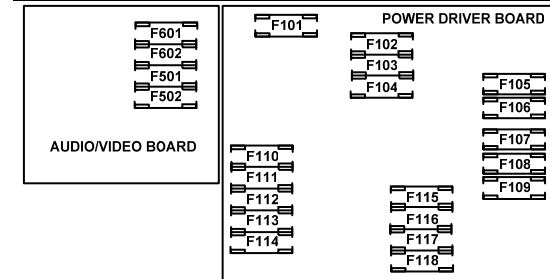 POWER DRIVER BOARD
F601
F602
F501
F502
AUDIO/VIDEO BOARD
F101
F102
F103
F104
F105
F106
F107
F108
F109
F110
F111
F112
F113
F114
F115
F116
F117
F118